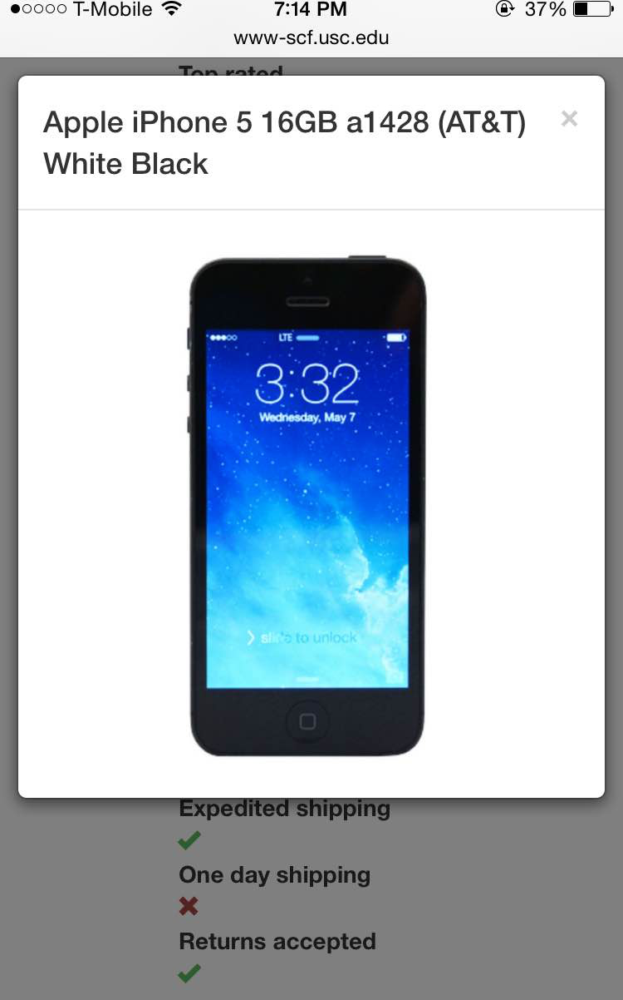 T-Mobile 7:14 PM 37%
www-scf.usc.edu
Top rated
Apple iPhone 5 16GB a1428 (AT&T) ×
White Black
LTE
3:32
Wednesday, May 7
slide to unlock
Expedited shipping
One day shipping
Returns accepted